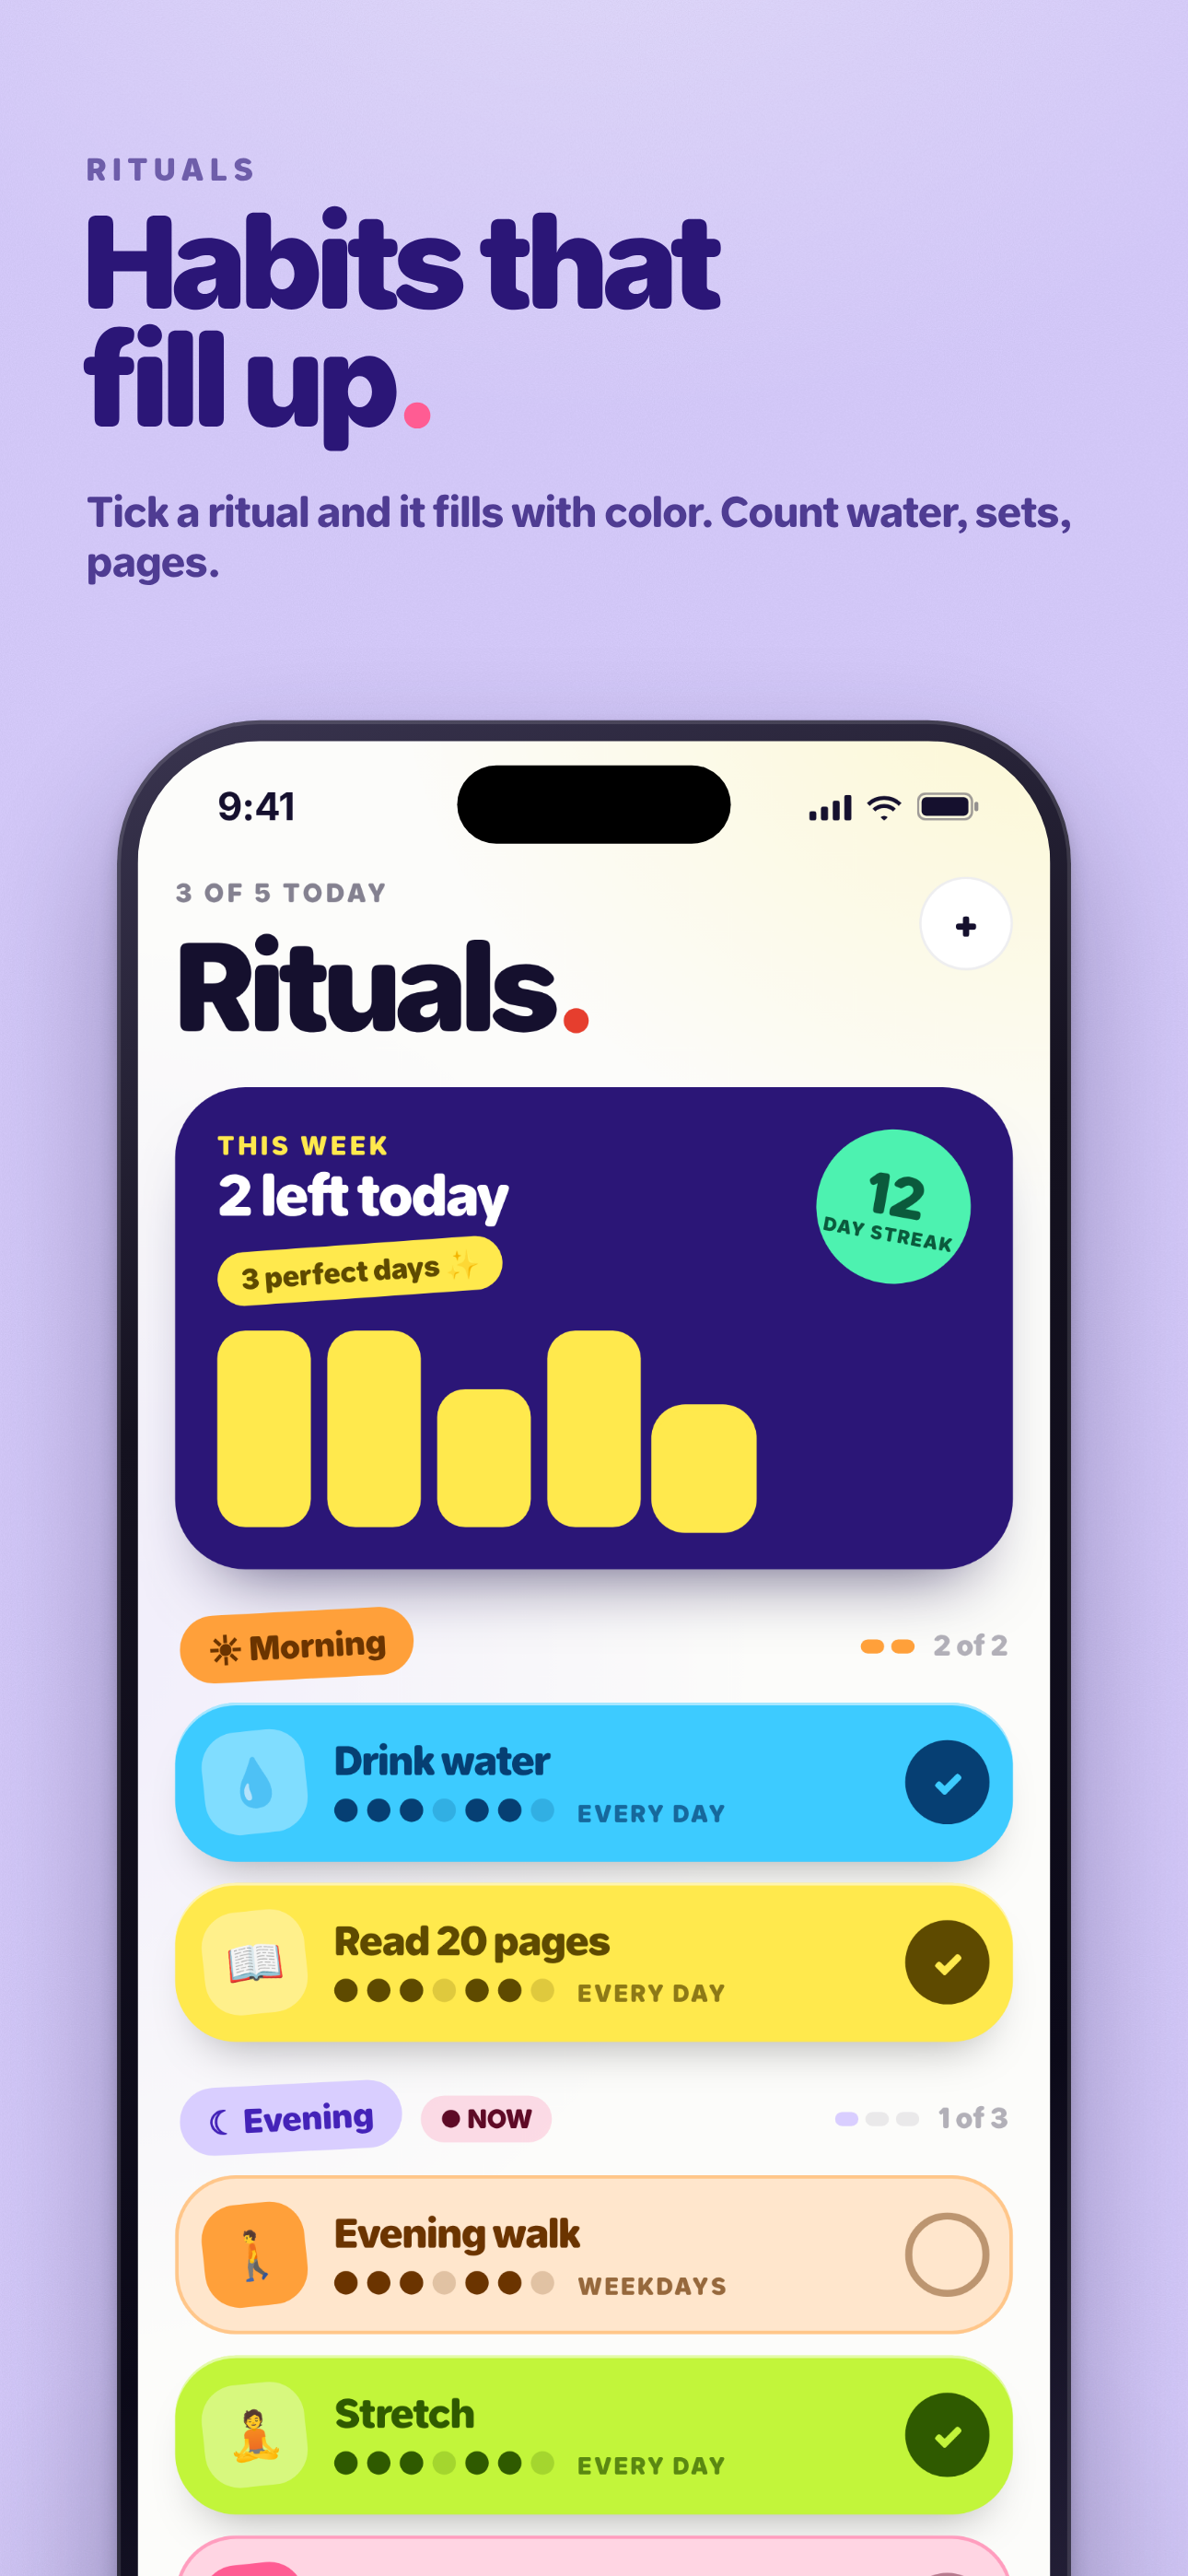 RITUALS
Habits that
fill up.
Tick a ritual and it fills with color. Count water, sets,
pages.
9:41
3 OF 5 TODAY
+
Rituals.
THIS WEEK
2 left today
3 perfect days ✨
12
DAY STREAK
☀ Morning
2 of 2
Drink water
EVERY DAY
Read 20 pages
EVERY DAY
☾ Evening
NOW
1 of 3
Evening walk
WEEKDAYS
Stretch
EVERY DAY